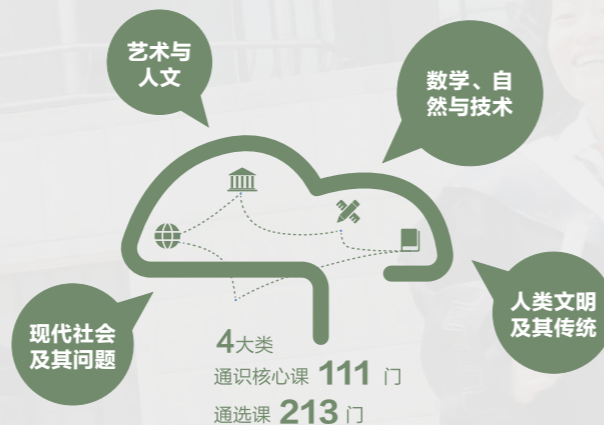 艺术与
人文
数学、自
然与技术
现代社会
及其问题
人类文明
及其传统
4大类
通识核心课 111 门
通选课 213 门